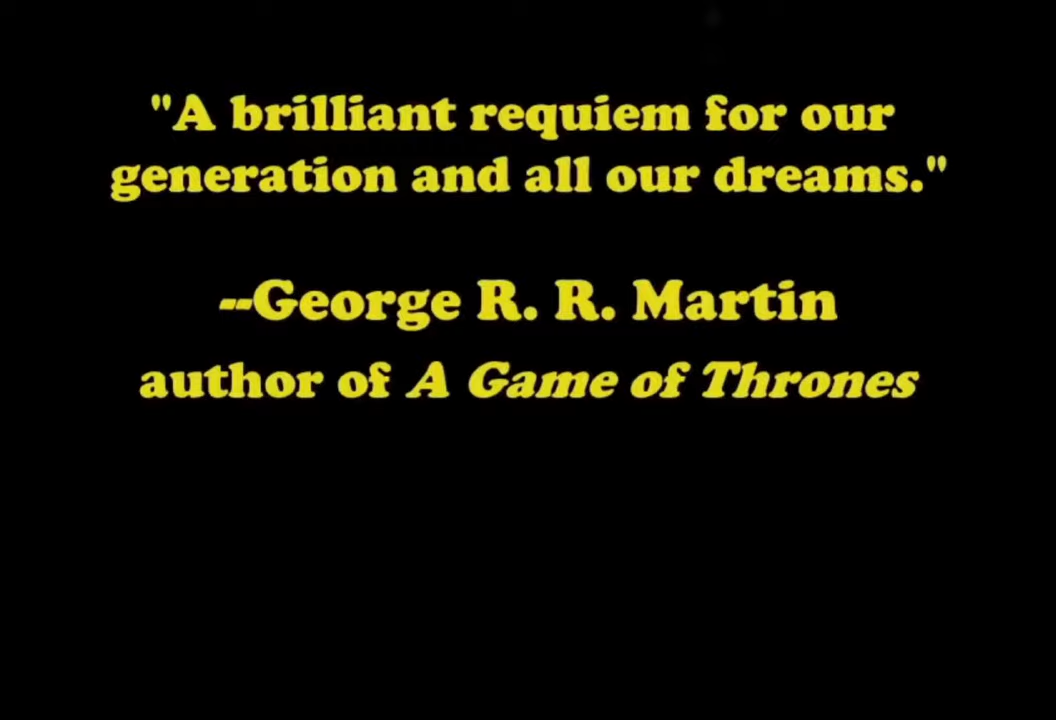 "A brilliant requiem for our
generation and all our dreams."
--George R. R. Martin
author of A Game of Thrones